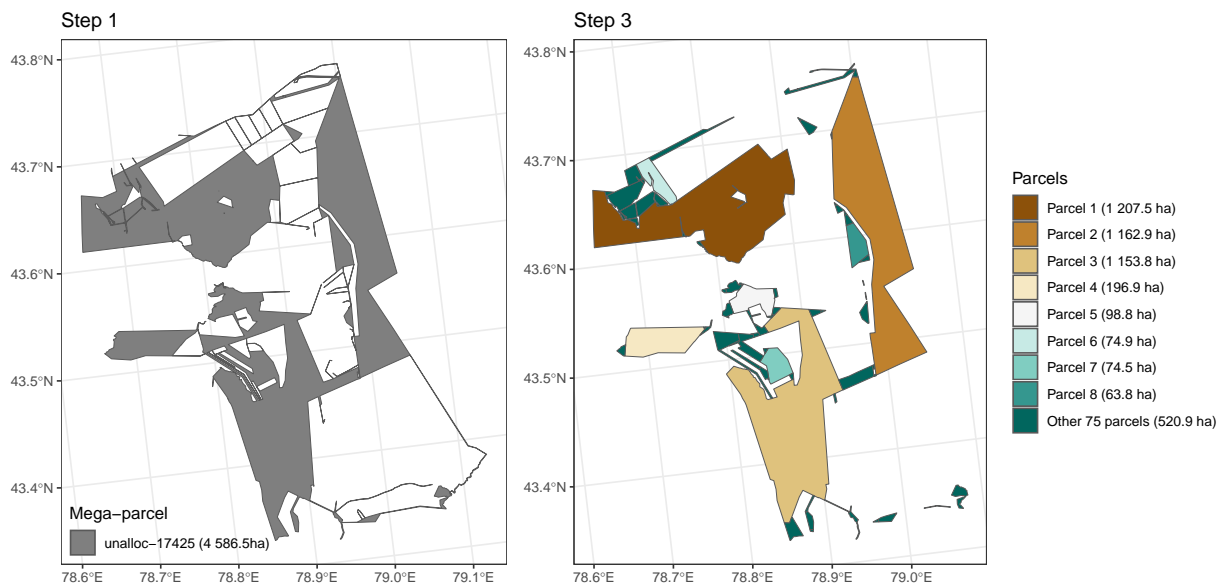 Step 1
Step 3
43.8°N
43.7°N
43.6°N
43.5°N
43.4°N
Mega−parcel
unalloc−17425 (4 586.5ha)
78.6°E
78.7°E
78.8°E
78.9°E
79.0°E
79.1°E
43.8°N
43.7°N
43.6°N
43.5°N
43.4°N
78.6°E
78.7°E
78.8°E
78.9°E
79.0°E
Parcels
Parcel 1 (1 207.5 ha)
Parcel 2 (1 162.9 ha)
Parcel 3 (1 153.8 ha)
Parcel 4 (196.9 ha)
Parcel 5 (98.8 ha)
Parcel 6 (74.9 ha)
Parcel 7 (74.5 ha)
Parcel 8 (63.8 ha)
Other 75 parcels (520.9 ha)